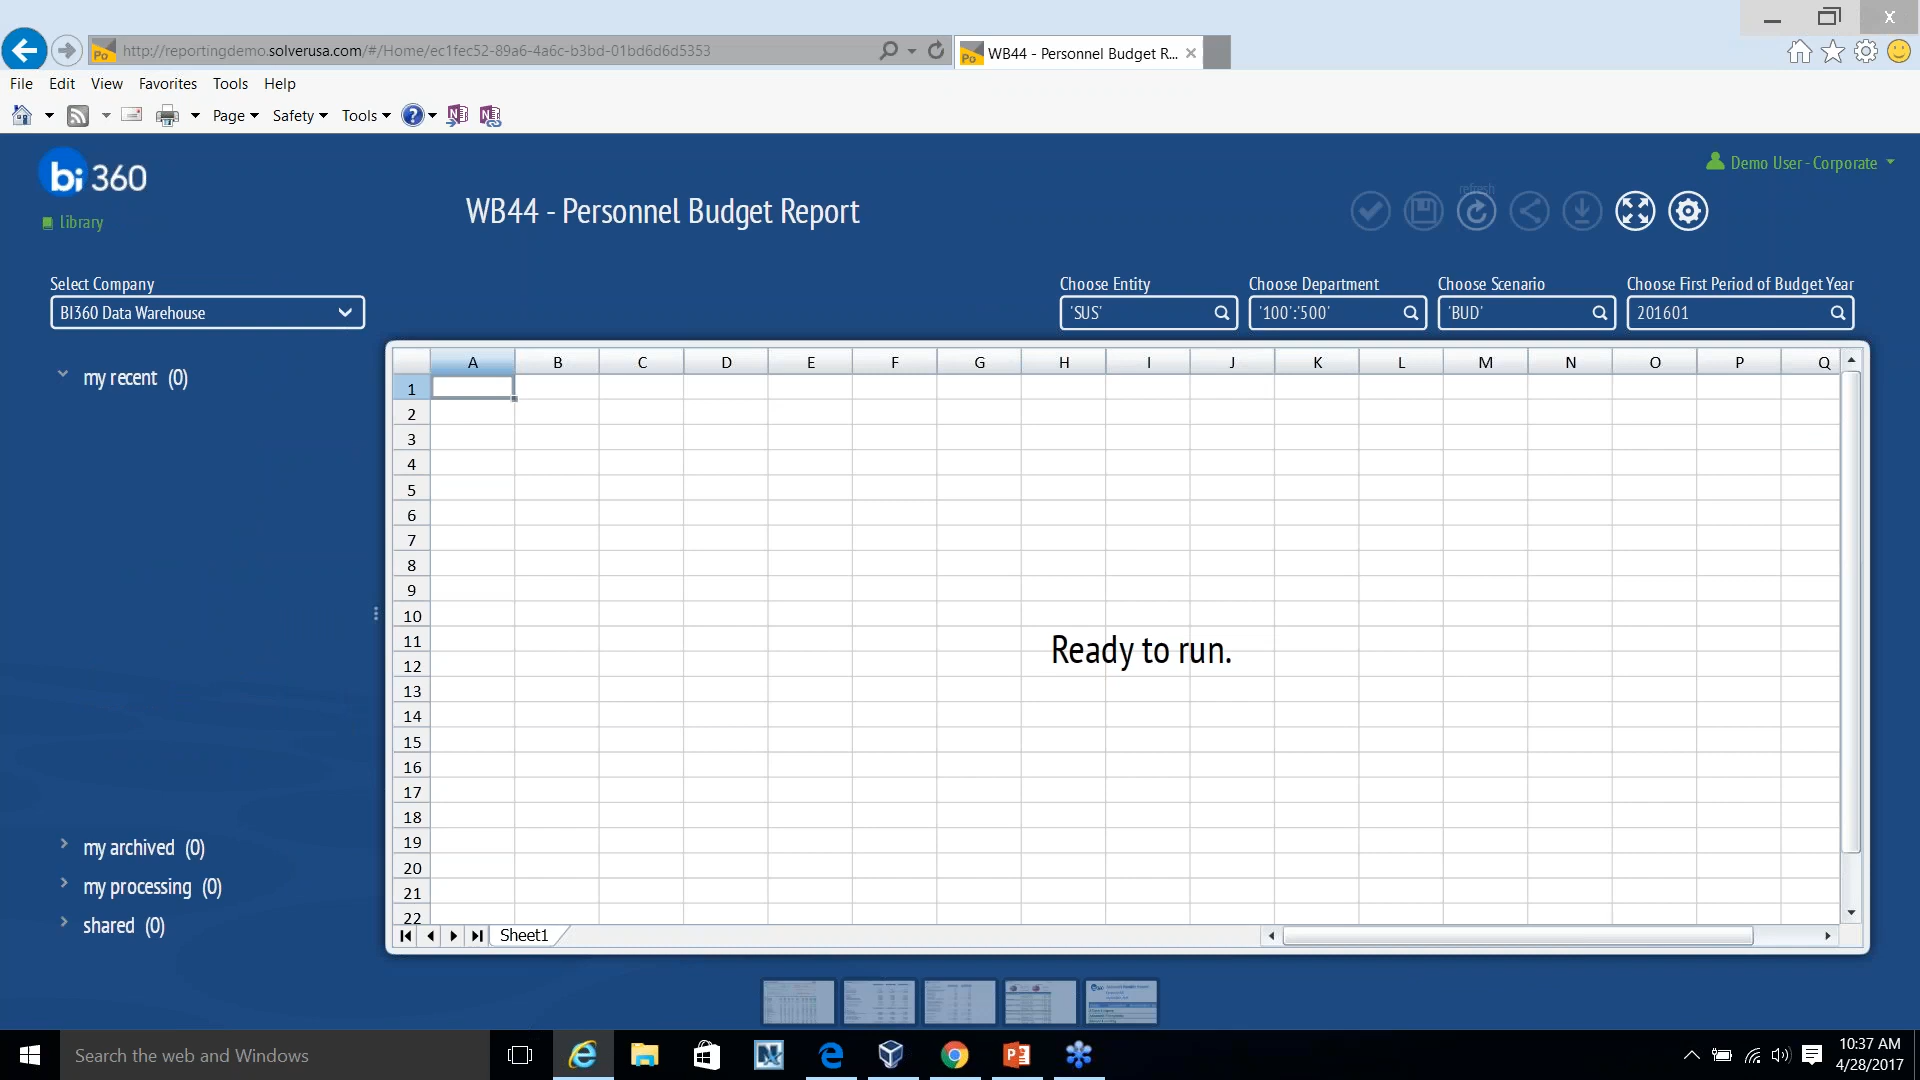 http://reportingdemo.solverusa.com/#/Home/ec1fec52-89a6-4a6c-b3bd-01bd6d6d5353
WB44 - Personnel Budget R...
File Edit View Favorites Tools Help
Page Safety Tools
bi 360
Demo User - Corporate
refresh
WB44 - Personnel Budget Report
Library
Select Company
Choose Entity Choose Department Choose Scenario Choose First Period of Budget Year
BI360 Data Warehouse
'SUS' '100':'500' 'BUD' 201601
A B C D E F G H I J K L M N O P Q
my recent (0)
1
2
3
4
5
6
7
8
9
10
11
Ready to run.
12
13
14
15
16
17
18
19
20
21
22
my archived (0)
my processing (0)
shared (0)
Sheet1
Search the web and Windows
10:37 AM
4/28/2017